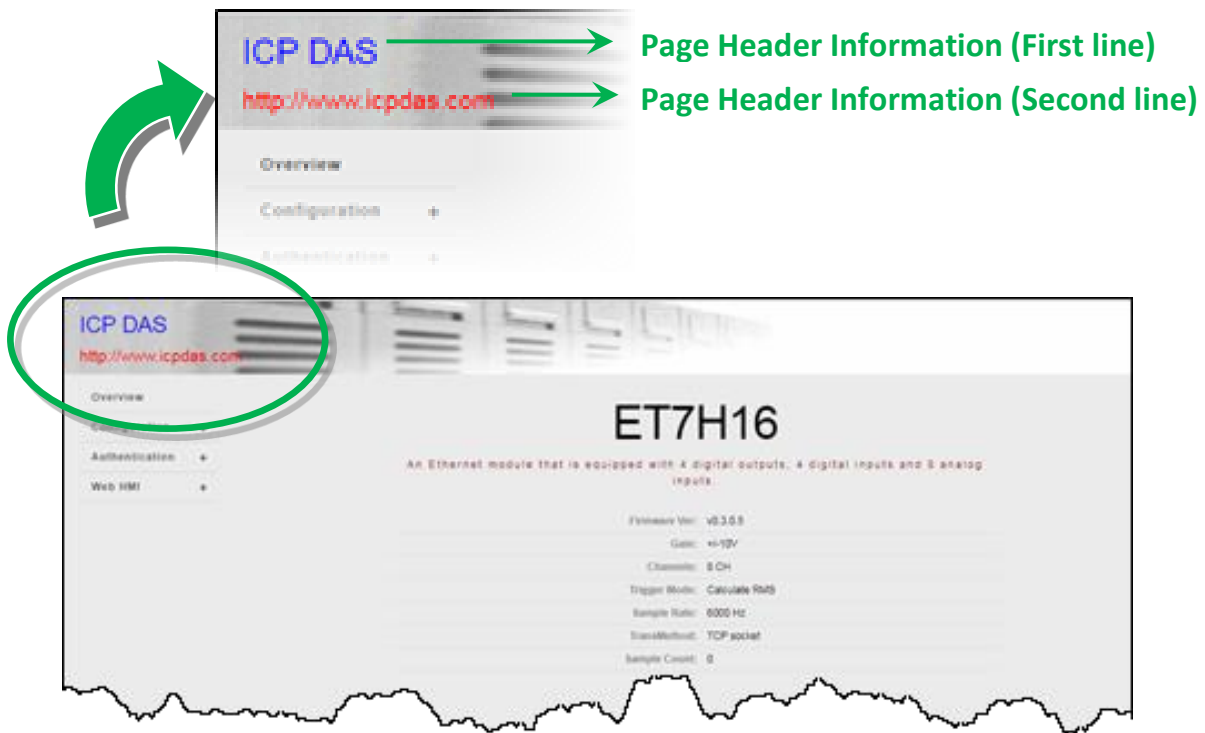 ICP DAS
Page Header Information (First line)
http://www.icpdas.com
Page Header Information (Second line)
Overview
Configuration +
Authentication +
ICP DAS
http://www.icpdas.com
Overview
Configuration +
Authentication +
Web HMI +
ET7H16
An Ethernet module that is equipped with 4 digital outputs, 4 digital inputs and 8 analog
inputs.
Firmware Ver: v0.3.0.5
Gain: +/-10V
Channels: 8 CH
Trigger Mode: Calculate RMS
Sample Rate: 6000 Hz
TransMethod: TCP socket
Sample Count: 0